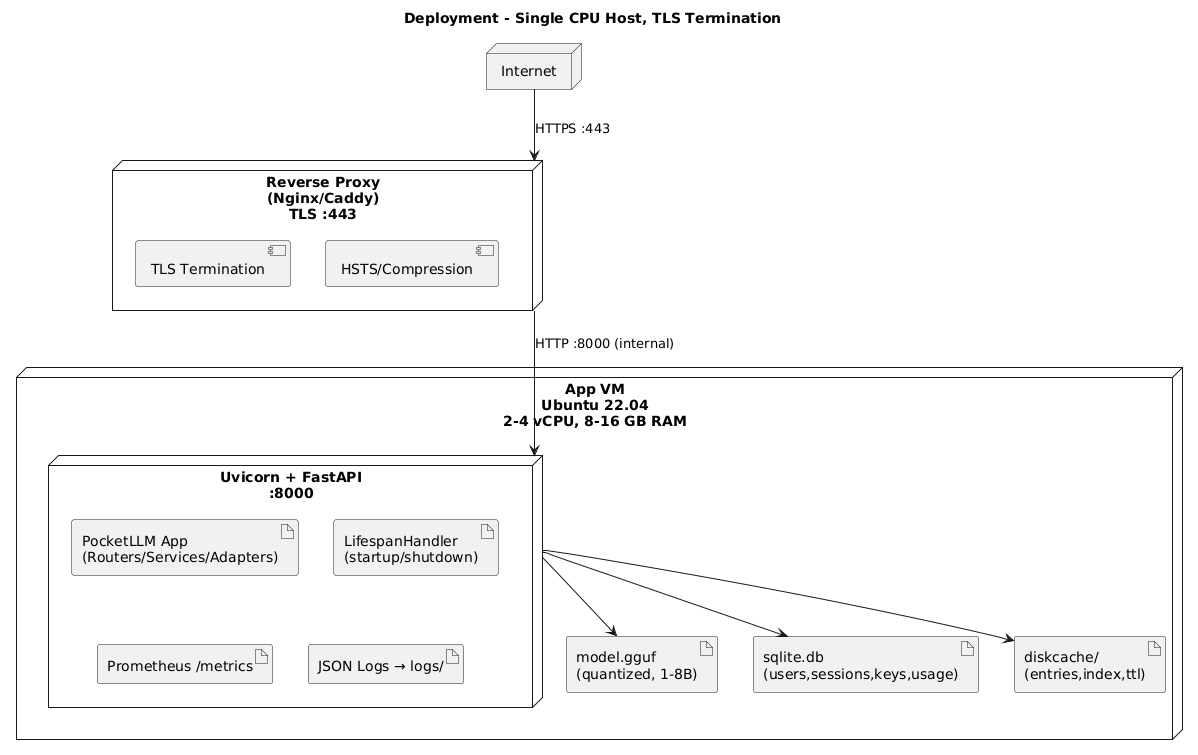 Deployment - Single CPU Host, TLS Termination
Internet
HTTPS :443
Reverse Proxy
(Nginx/Caddy)
TLS :443
TLS Termination
HSTS/Compression
HTTP :8000 (internal)
App VM
Ubuntu 22.04
2-4 vCPU, 8-16 GB RAM
Uvicorn + FastAPI
:8000
PocketLLM App
(Routers/Services/Adapters)
LifespanHandler
(startup/shutdown)
Prometheus /metrics
JSON Logs → logs/
model.gguf
(quantized, 1-8B)
sqlite.db
(users,sessions,keys,usage)
diskcache/
(entries,index,ttl)